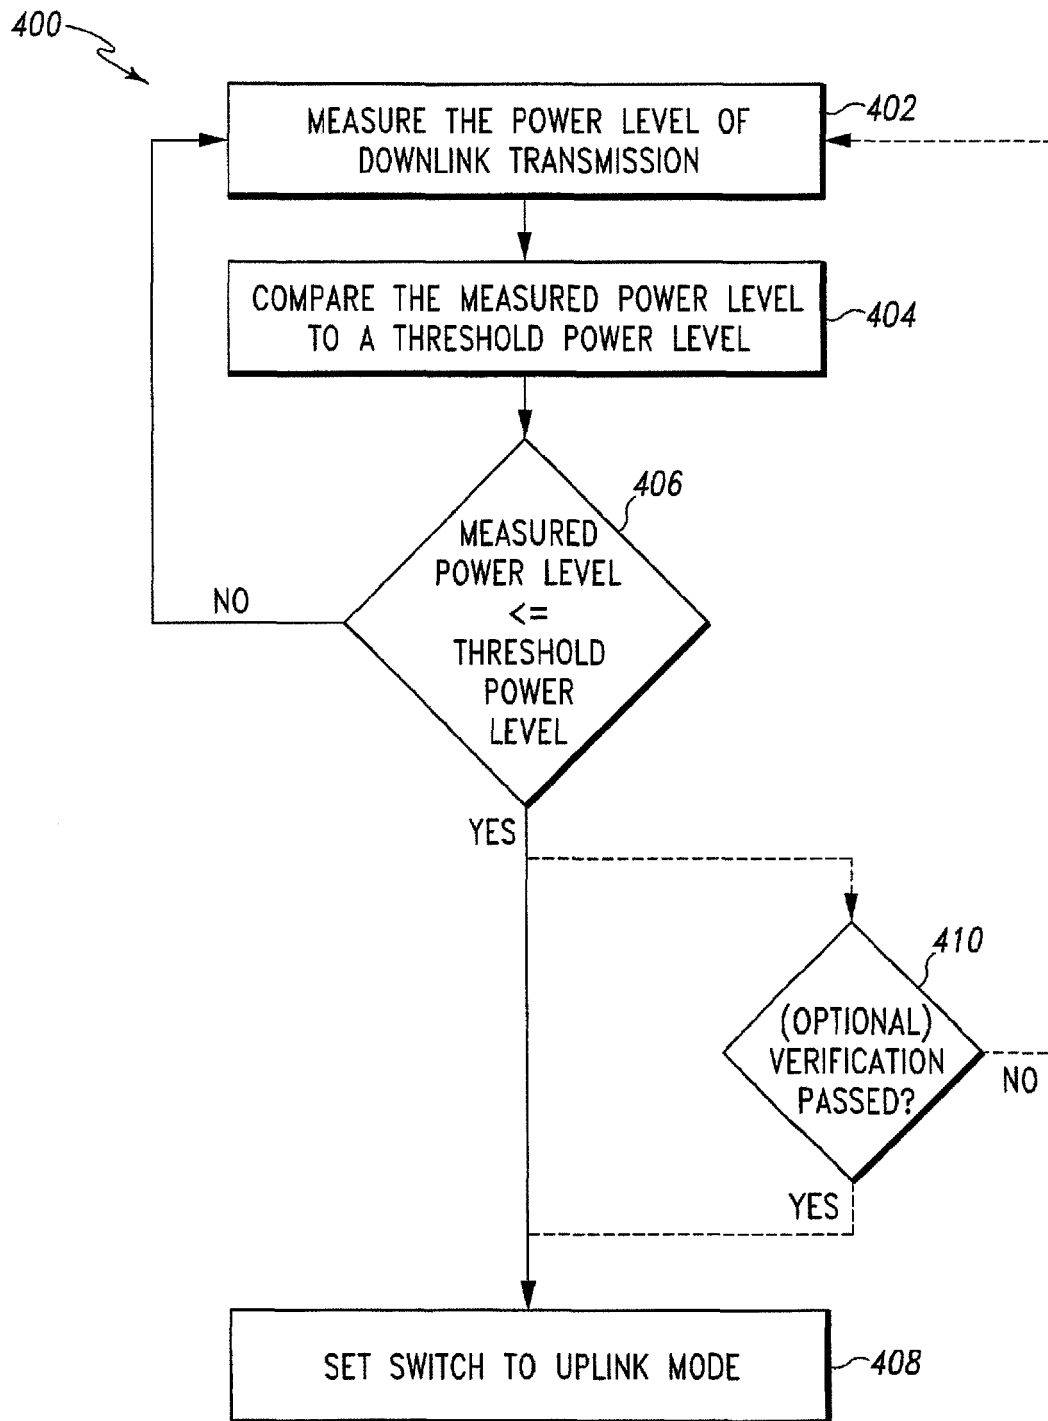 400
MEASURE THE POWER LEVEL OF
DOWNLINK TRANSMISSION
402
COMPARE THE MEASURED POWER LEVEL
TO A THRESHOLD POWER LEVEL
404
406
MEASURED
POWER LEVEL
<=
THRESHOLD
POWER
LEVEL
NO
YES
410
(OPTIONAL)
VERIFICATION
PASSED?
NO
YES
SET SWITCH TO UPLINK MODE
408